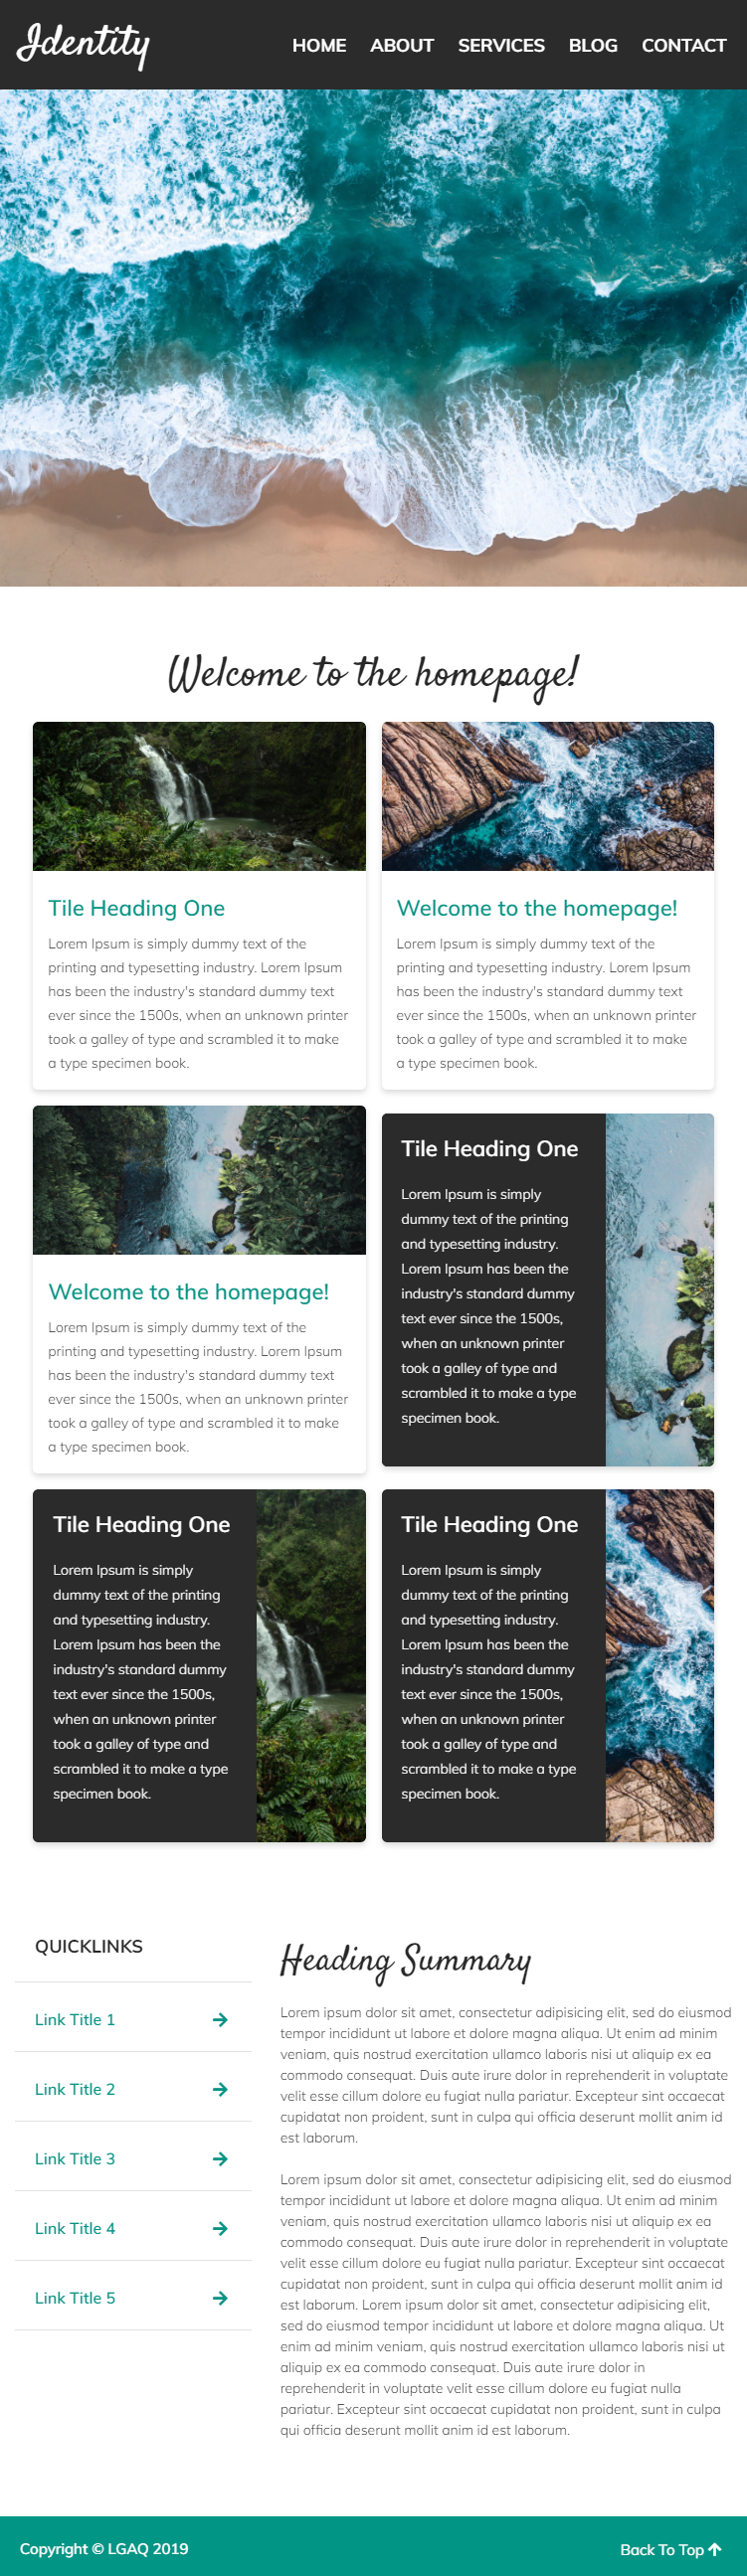 Identity
HOME ABOUT SERVICES BLOG CONTACT
Welcome to the homepage!
Tile Heading One
Lorem Ipsum is simply dummy text of the
printing and typesetting industry. Lorem Ipsum
has been the industry's standard dummy text
ever since the 1500s, when an unknown printer
took a galley of type and scrambled it to make
a type specimen book.
Welcome to the homepage!
Lorem Ipsum is simply dummy text of the
printing and typesetting industry. Lorem Ipsum
has been the industry's standard dummy text
ever since the 1500s, when an unknown printer
took a galley of type and scrambled it to make
a type specimen book.
Welcome to the homepage!
Lorem Ipsum is simply dummy text of the
printing and typesetting industry. Lorem Ipsum
has been the industry's standard dummy text
ever since the 1500s, when an unknown printer
took a galley of type and scrambled it to make
a type specimen book.
Tile Heading One
Lorem Ipsum is simply
dummy text of the printing
and typesetting industry.
Lorem Ipsum has been the
industry's standard dummy
text ever since the 1500s,
when an unknown printer
took a galley of type and
scrambled it to make a type
specimen book.
Tile Heading One
Lorem Ipsum is simply
dummy text of the printing
and typesetting industry.
Lorem Ipsum has been the
industry's standard dummy
text ever since the 1500s,
when an unknown printer
took a galley of type and
scrambled it to make a type
specimen book.
Tile Heading One
Lorem Ipsum is simply
dummy text of the printing
and typesetting industry.
Lorem Ipsum has been the
industry's standard dummy
text ever since the 1500s,
when an unknown printer
took a galley of type and
scrambled it to make a type
specimen book.
QUICKLINKS
Link Title 1
Link Title 2
Link Title 3
Link Title 4
Link Title 5
Heading Summary
Lorem ipsum dolor sit amet, consectetur adipisicing elit, sed do eiusmod
tempor incididunt ut labore et dolore magna aliqua. Ut enim ad minim
veniam, quis nostrud exercitation ullamco laboris nisi ut aliquip ex ea
commodo consequat. Duis aute irure dolor in reprehenderit in voluptate
velit esse cillum dolore eu fugiat nulla pariatur. Excepteur sint occaecat
cupidatat non proident, sunt in culpa qui officia deserunt mollit anim id
est laborum.
Lorem ipsum dolor sit amet, consectetur adipisicing elit, sed do eiusmod
tempor incididunt ut labore et dolore magna aliqua. Ut enim ad minim
veniam, quis nostrud exercitation ullamco laboris nisi ut aliquip ex ea
commodo consequat. Duis aute irure dolor in reprehenderit in voluptate
velit esse cillum dolore eu fugiat nulla pariatur. Excepteur sint occaecat
cupidatat non proident, sunt in culpa qui officia deserunt mollit anim id
est laborum. Lorem ipsum dolor sit amet, consectetur adipisicing elit,
sed do eiusmod tempor incididunt ut labore et dolore magna aliqua. Ut
enim ad minim veniam, quis nostrud exercitation ullamco laboris nisi ut
aliquip ex ea commodo consequat. Duis aute irure dolor in
reprehenderit in voluptate velit esse cillum dolore eu fugiat nulla
pariatur. Excepteur sint occaecat cupidatat non proident, sunt in culpa
qui officia deserunt mollit anim id est laborum.
Copyright © LGAQ 2019
Back To Top